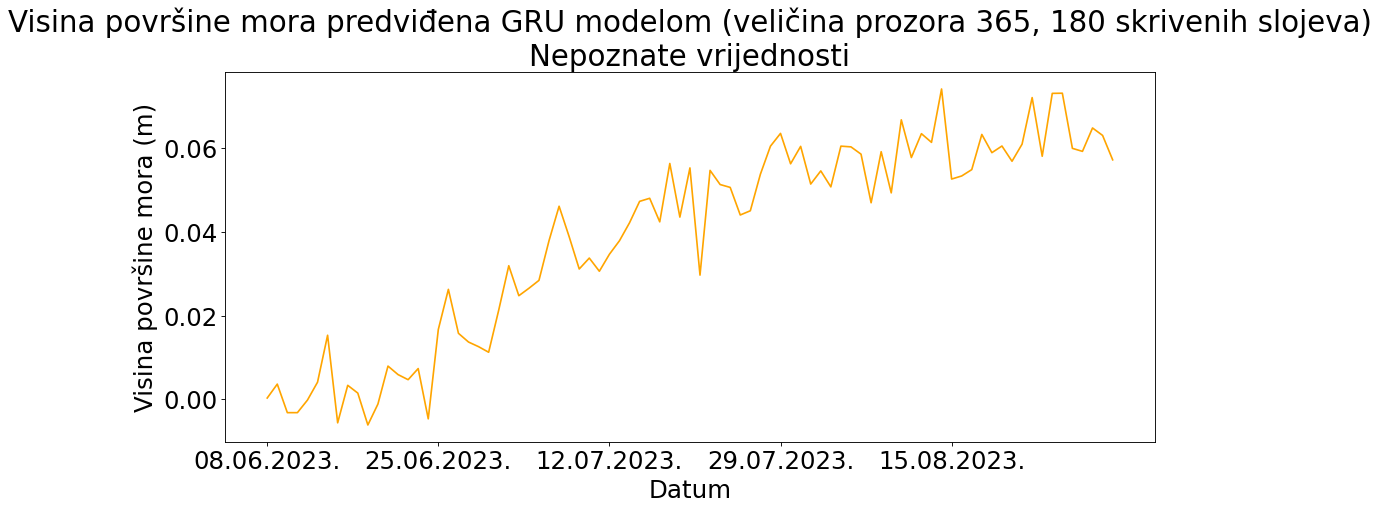 Visina površine mora predviđena GRU modelom (veličina prozora 365, 180 skrivenih slojeva)
Nepoznate vrijednosti
Visina površine mora (m)
0.06
0.04
0.02
0.00
08.06.2023. 25.06.2023. 12.07.2023. 29.07.2023. 15.08.2023.
Datum